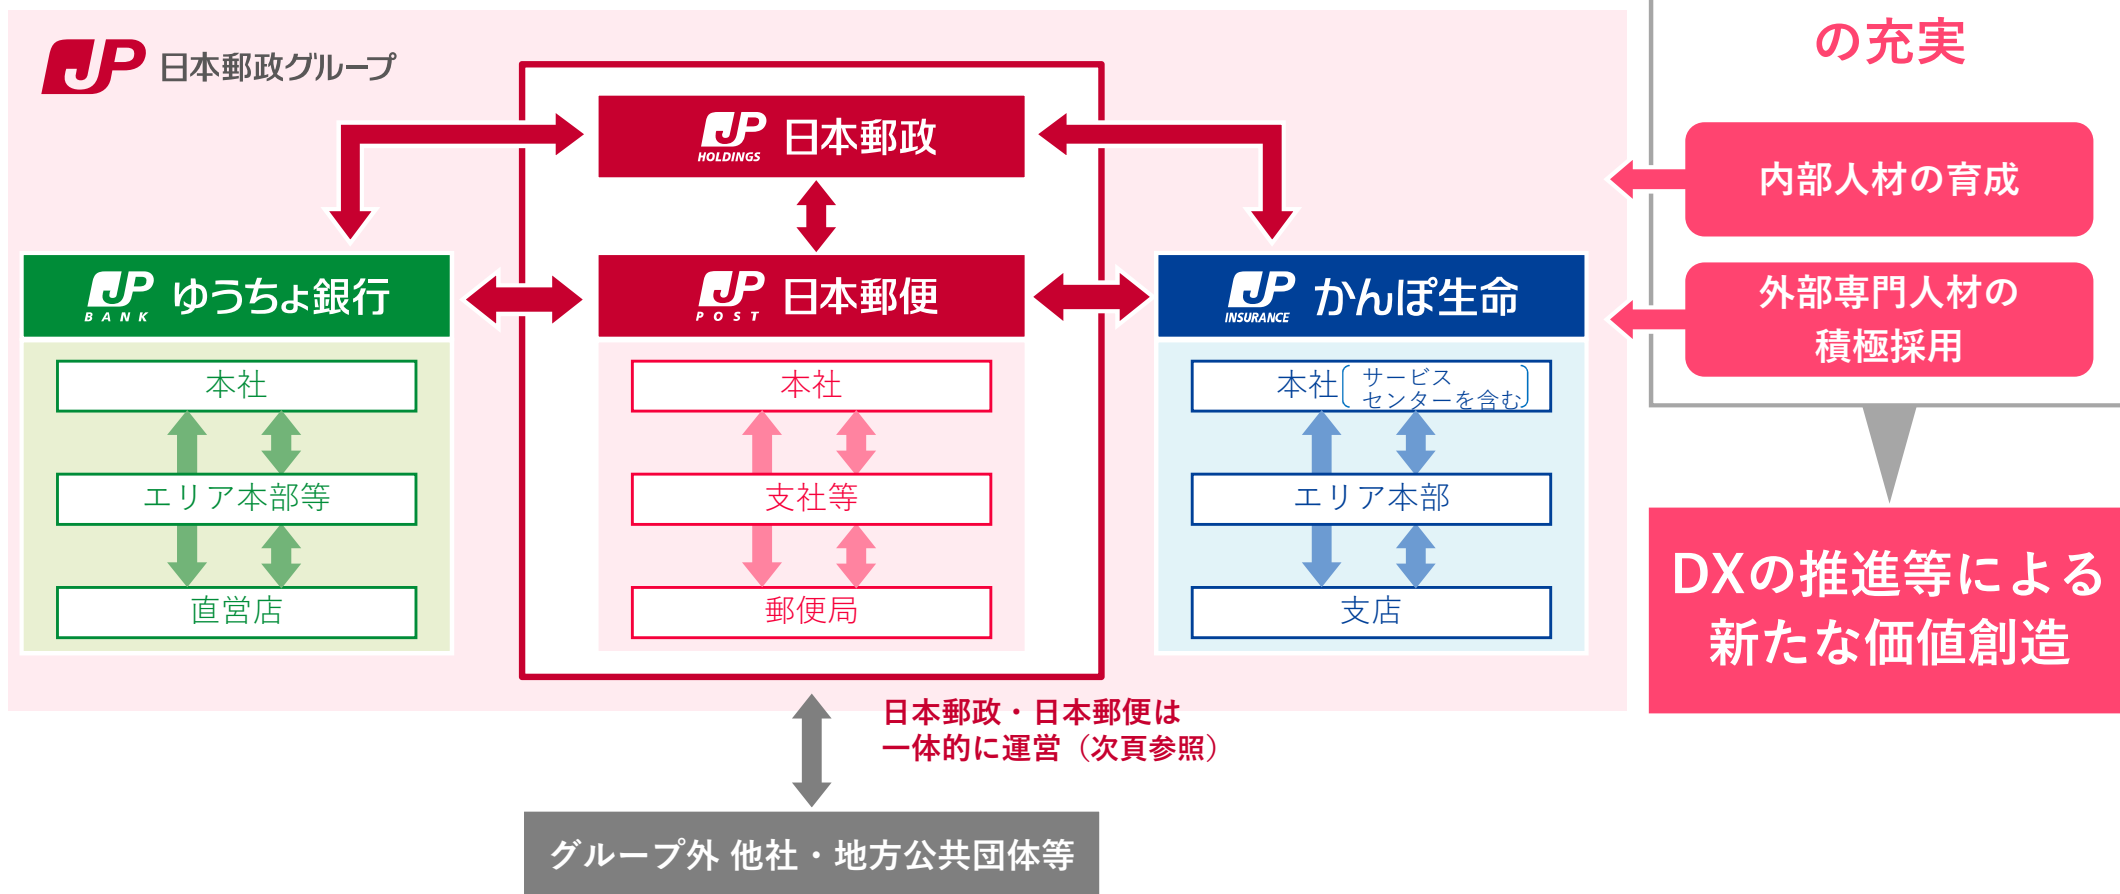 JP 日本郵政グループ
JP HOLDINGS 日本郵政
JP BANK ゆうちょ銀行
本社
エリア本部等
直営店
JP POST 日本郵便
本社
支社等
郵便局
JP INSURANCE かんぽ生命
本社〔サービス
センターを含む〕
エリア本部
支店
日本郵政・日本郵便は
一体的に運営（次頁参照）
グループ外 他社・地方公共団体等
の充実
内部人材の育成
外部専門人材の
積極採用
DXの推進等による
新たな価値創造